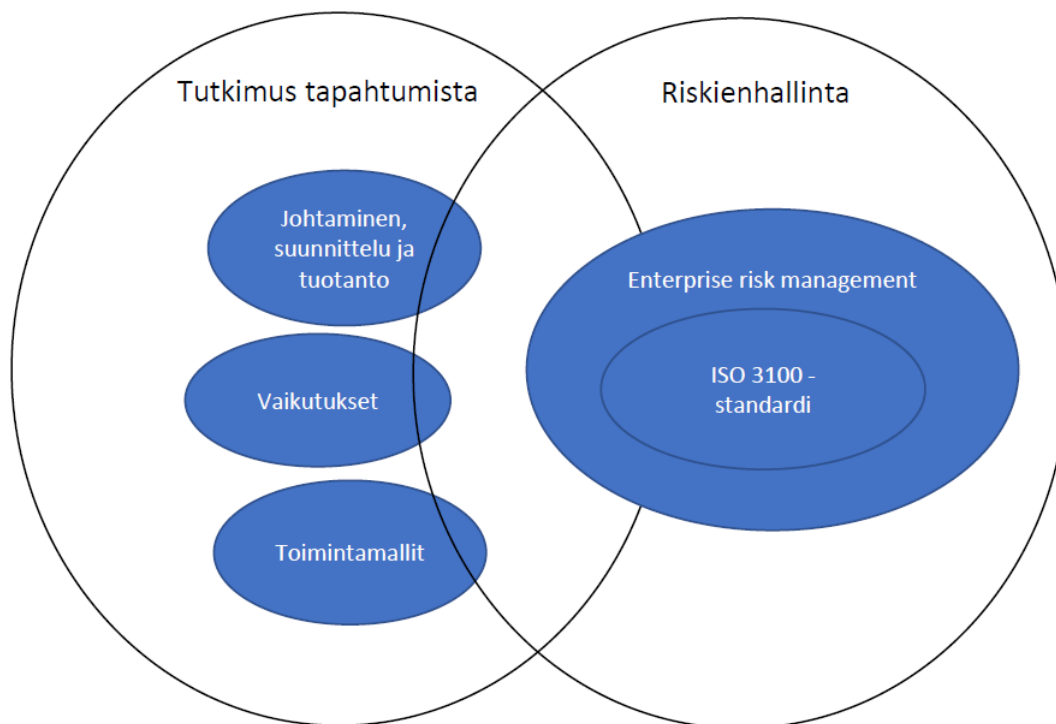 Tutkimus tapahtumista
Riskienhallinta
Johtaminen,
suunnittelu ja
tuotanto
Enterprise risk management
ISO 3100 -
standardi
Vaikutukset
Toimintamallit